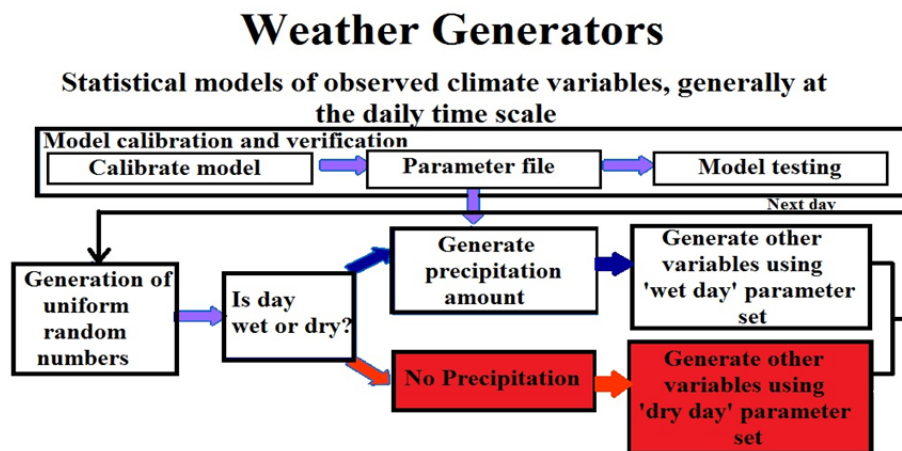 Weather Generators
Statistical models of observed climate variables, generally at
the daily time scale
Model calibration and verification
Calibrate model
Parameter file
Model testing
Next day
Generation of
uniform
random
numbers
Is day
wet or dry?
Generate
precipitation
amount
Generate other
variables using
'wet day' parameter
set
No Precipitation
Generate other
variables using
'dry day' parameter
set